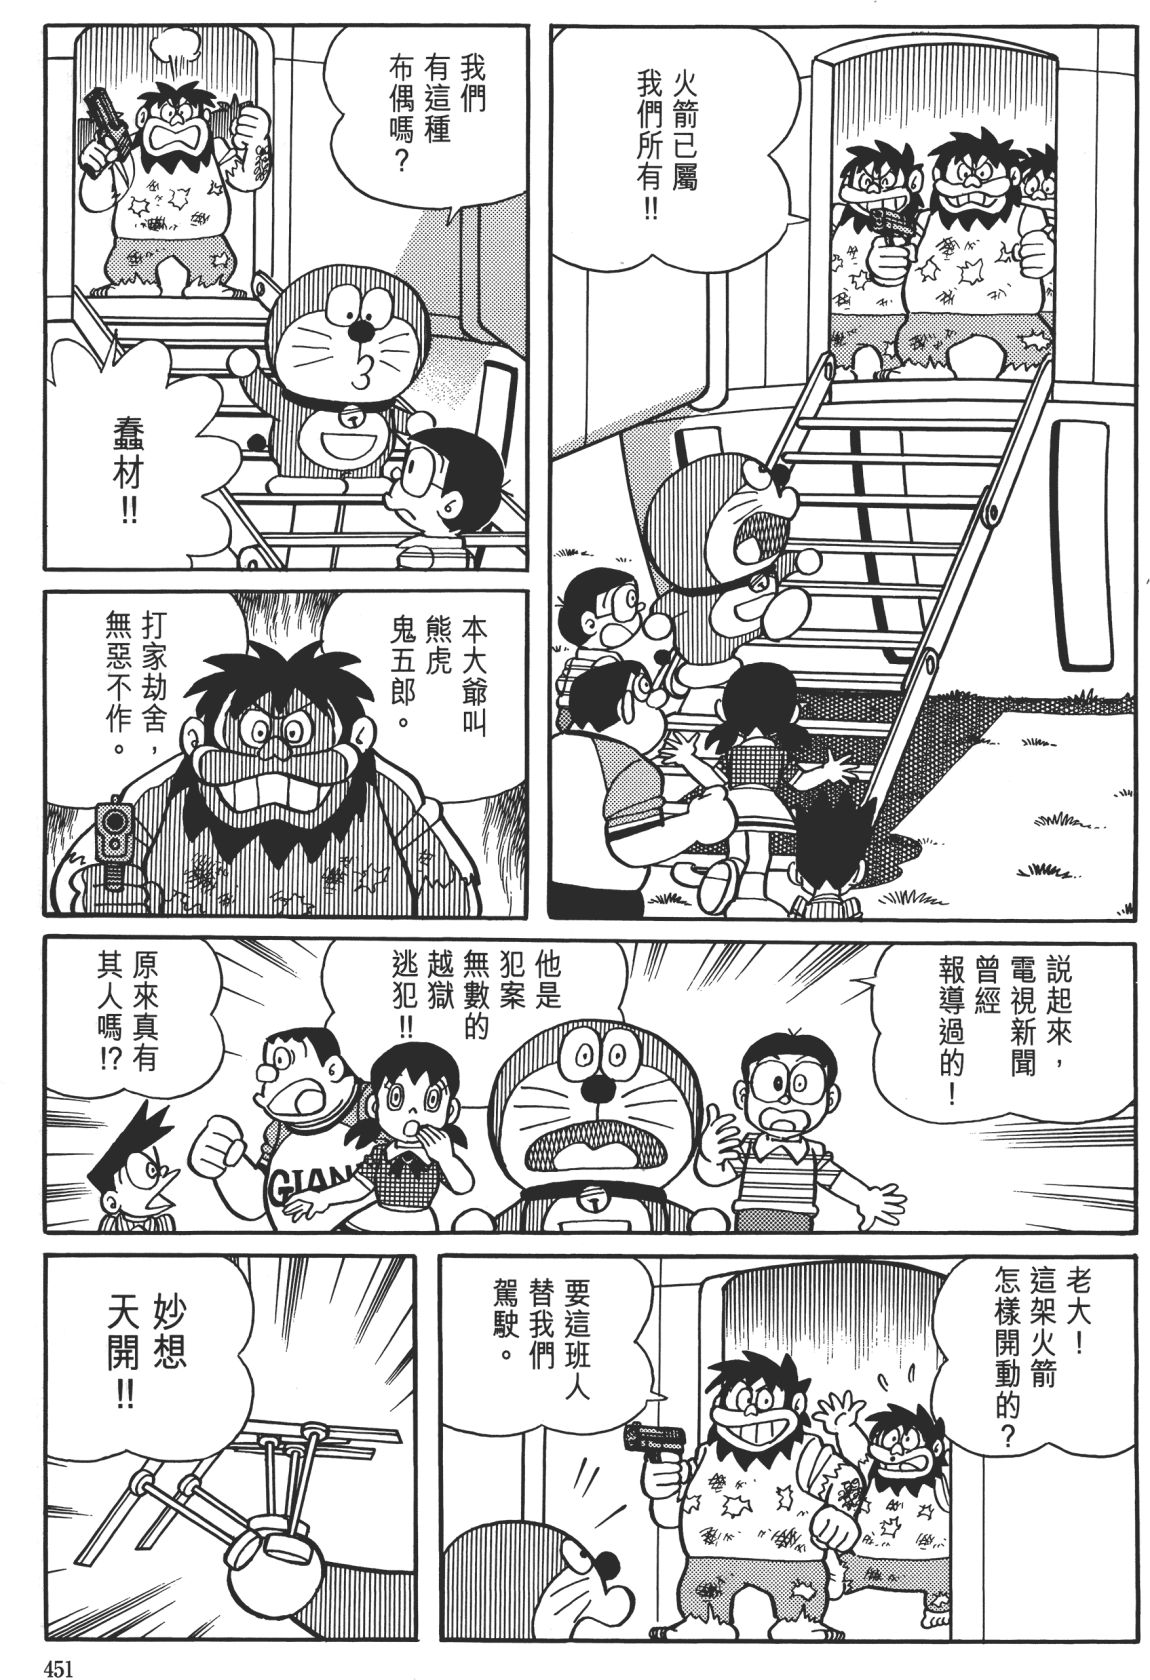 火箭已屬
我們所有!!
我們
有這種
布偶嗎？
蠢材!!
本大爺叫
熊虎
鬼五郎。
打家劫舍，
無惡不作。
說起來，
電視新聞
曾經
報導過的！
他是
犯案
無數的
越獄
逃犯!!
原來真有
其人嗎!?
GIAN
老大！
這架火箭
怎樣開動的？
要這班人
替我們
駕駛。
妙想
天開!!
451